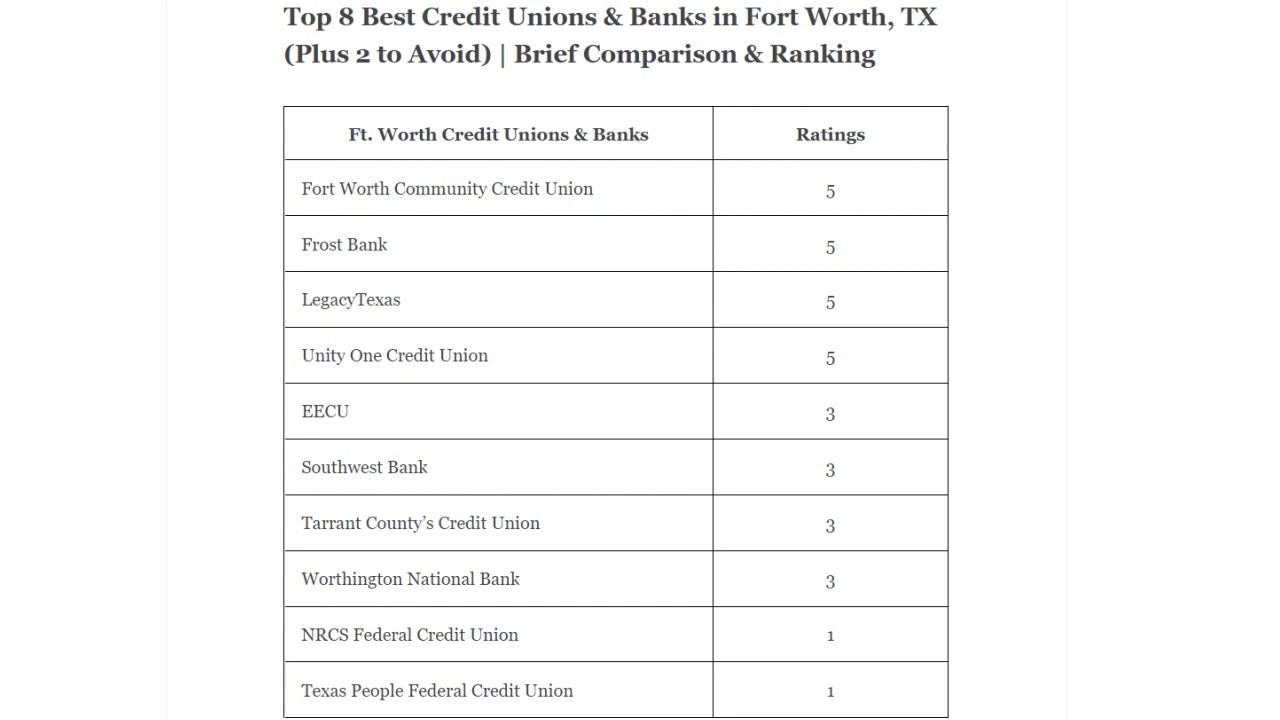 Top 8 Best Credit Unions & Banks in Fort Worth, TX
(Plus 2 to Avoid) | Brief Comparison & Ranking
Ft. Worth Credit Unions & Banks Ratings
Fort Worth Community Credit Union 5
Frost Bank 5
LegacyTexas 5
Unity One Credit Union 5
EECU 3
Southwest Bank 3
Tarrant County’s Credit Union 3
Worthington National Bank 3
NRCS Federal Credit Union 1
Texas People Federal Credit Union 1